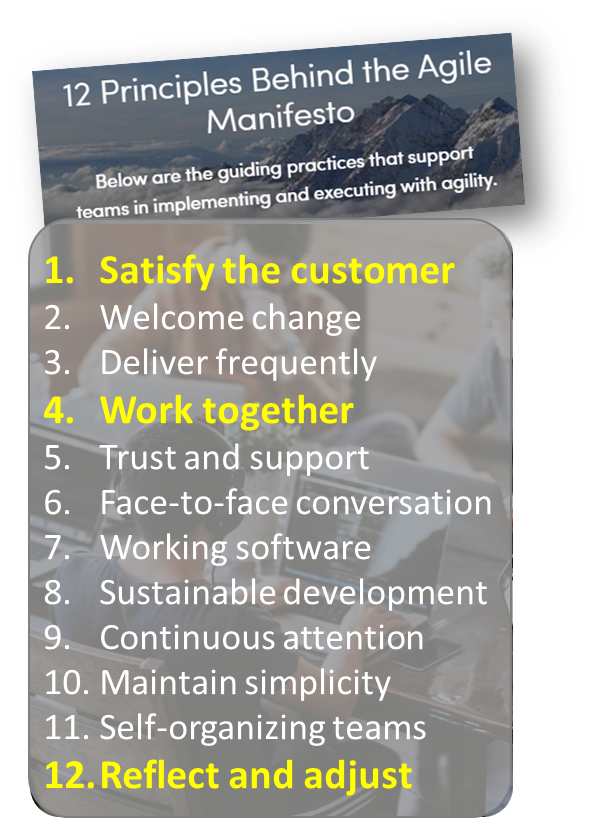 12 Principles Behind the Agile
Manifesto
Below are the guiding practices that support
teams in implementing and executing with agility.
1. Satisfy the customer
2. Welcome change
3. Deliver frequently
4. Work together
5. Trust and support
6. Face-to-face conversation
7. Working software
8. Sustainable development
9. Continuous attention
10. Maintain simplicity
11. Self-organizing teams
12. Reflect and adjust